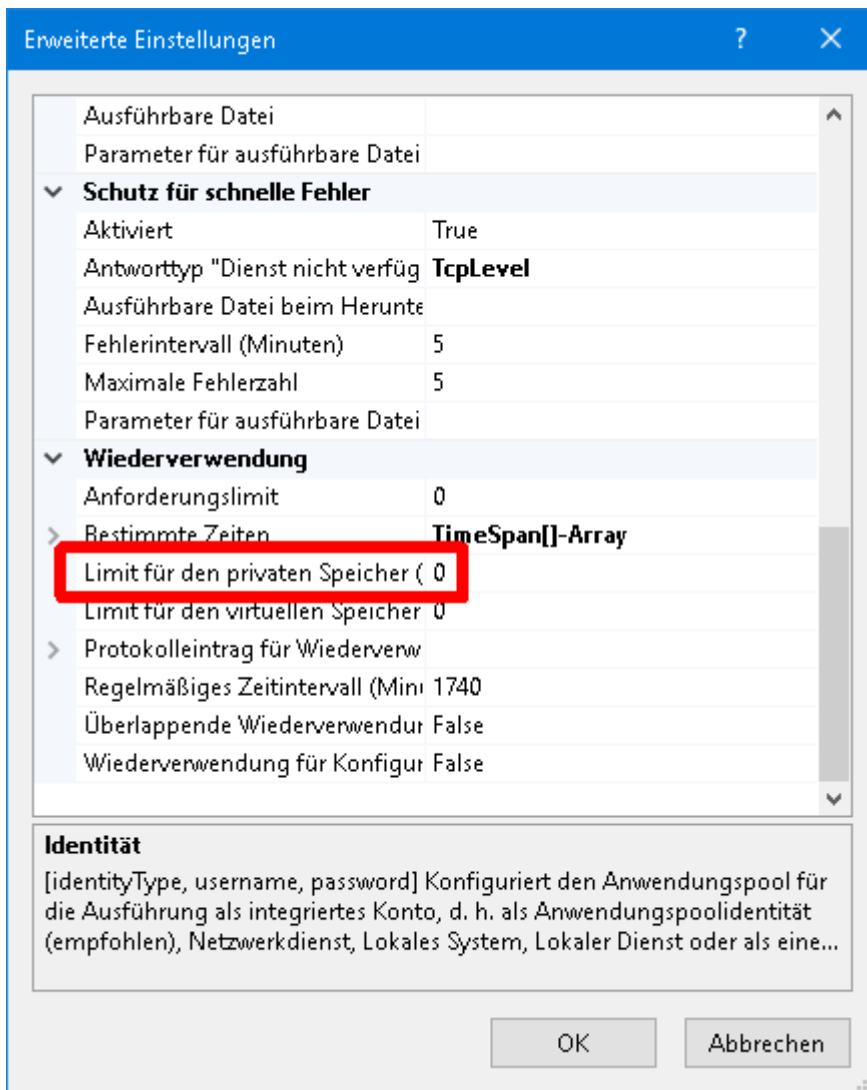 Erweiterte Einstellungen ?
Ausführbare Datei
Parameter für ausführbare Datei
Schutz für schnelle Fehler
Aktiviert True
Antworttyp "Dienst nicht verfüg TcpLevel
Ausführbare Datei beim Herunte
Fehlerintervall (Minuten) 5
Maximale Fehlerzahl 5
Parameter für ausführbare Datei
Wiederverwendung
Anforderungslimit 0
Bestimmte Zeiten TimeSpan[]-Array
Limit für den privaten Speicher ( 0
Limit für den virtuellen Speicher 0
Protokolleintrag für Wiederverw
Regelmäßiges Zeitintervall (Minu 1740
Überlappende Wiederverwendun False
Wiederverwendung für Konfigur False
Identität
[identityType, username, password] Konfiguriert den Anwendungspool für
die Ausführung als integriertes Konto, d. h. als Anwendungspoolidentität
(empfohlen), Netzwerkdienst, Lokales System, Lokaler Dienst oder als eine...
OK Abbrechen